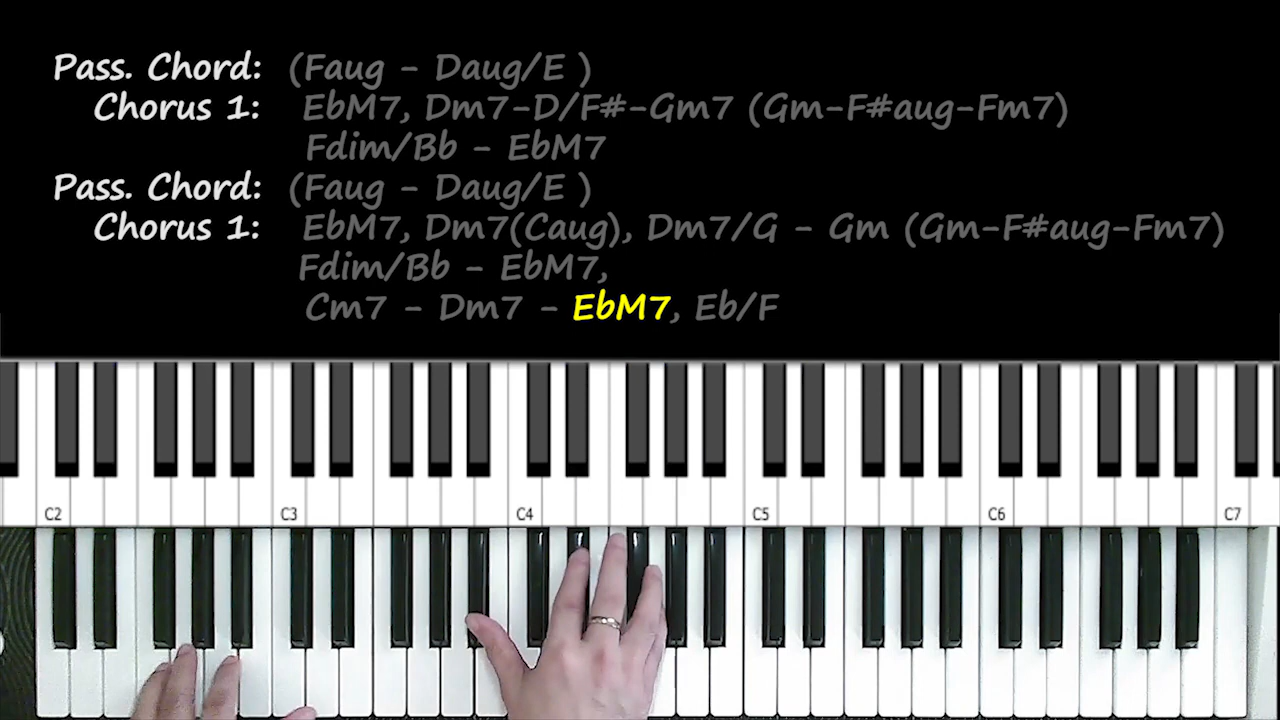 Pass. Chord: (Faug - Daug/E )
Chorus 1: EbM7, Dm7-D/F#-Gm7 (Gm-F#aug-Fm7)
Fdim/Bb - EbM7
Pass. Chord: (Faug - Daug/E )
Chorus 1: EbM7, Dm7(Caug), Dm7/G - Gm (Gm-F#aug-Fm7)
Fdim/Bb - EbM7,
Cm7 - Dm7 - EbM7, Eb/F
C2 C3 C4 C5 C6 C7